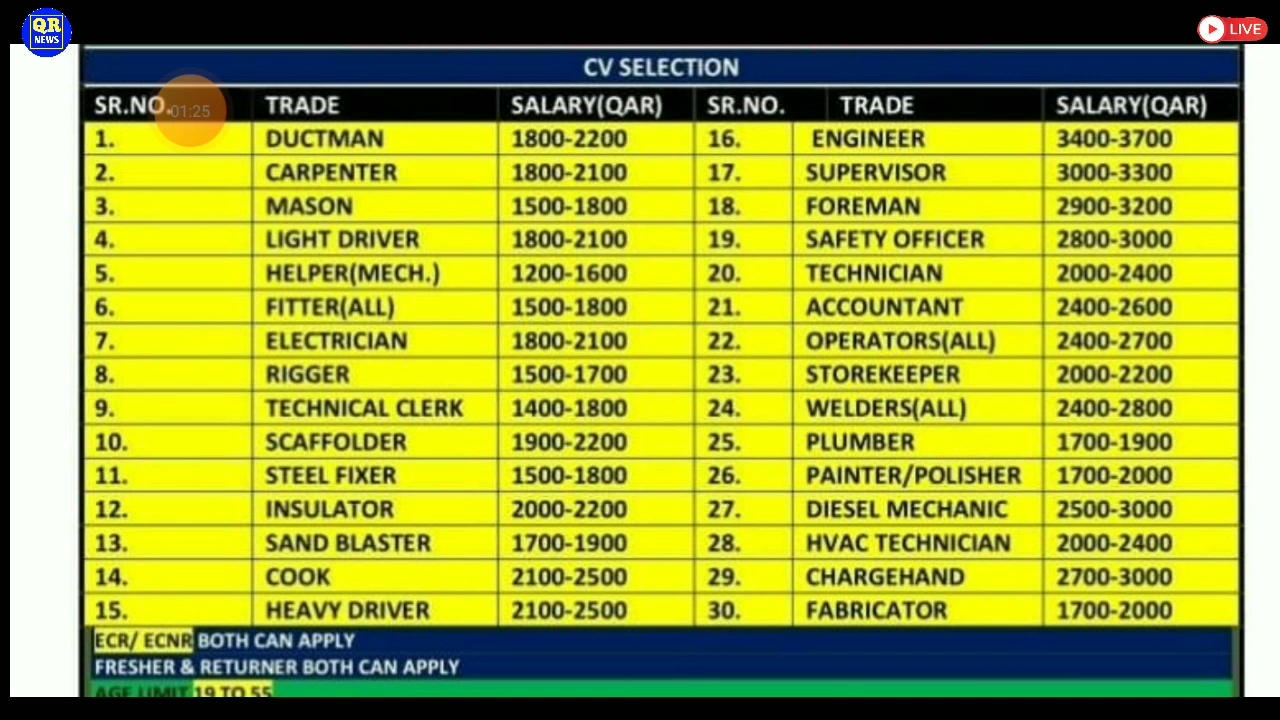 QR
NEWS
LIVE
CV SELECTION
SR.NO. TRADE SALARY(QAR) SR.NO. TRADE SALARY(QAR)
01:25
1. DUCTMAN 1800-2200 16. ENGINEER 3400-3700
2. CARPENTER 1800-2100 17. SUPERVISOR 3000-3300
3. MASON 1500-1800 18. FOREMAN 2900-3200
4. LIGHT DRIVER 1800-2100 19. SAFETY OFFICER 2800-3000
5. HELPER(MECH.) 1200-1600 20. TECHNICIAN 2000-2400
6. FITTER(ALL) 1500-1800 21. ACCOUNTANT 2400-2600
7. ELECTRICIAN 1800-2100 22. OPERATORS(ALL) 2400-2700
8. RIGGER 1500-1700 23. STOREKEEPER 2000-2200
9. TECHNICAL CLERK 1400-1800 24. WELDERS(ALL) 2400-2800
10. SCAFFOLDER 1900-2200 25. PLUMBER 1700-1900
11. STEEL FIXER 1500-1800 26. PAINTER/POLISHER 1700-2000
12. INSULATOR 2000-2200 27. DIESEL MECHANIC 2500-3000
13. SAND BLASTER 1700-1900 28. HVAC TECHNICIAN 2000-2400
14. COOK 2100-2500 29. CHARGEHAND 2700-3000
15. HEAVY DRIVER 2100-2500 30. FABRICATOR 1700-2000
ECR/ ECNR BOTH CAN APPLY
FRESHER & RETURNER BOTH CAN APPLY
AGE LIMIT 19 TO 55